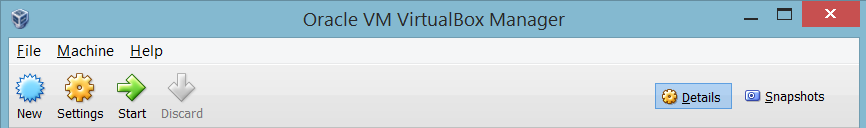 Oracle VM VirtualBox Manager
File Machine Help
New Settings Start Discard Details Snapshots